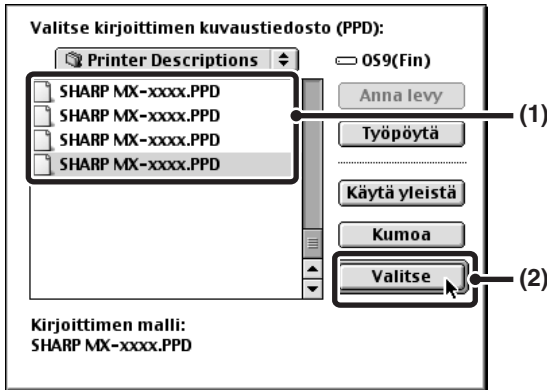 Valitse kirjoittimen kuvaustiedosto (PPD):
Printer Descriptions
OS9(Fin)
SHARP MX-xxxx.PPD
SHARP MX-xxxx.PPD
SHARP MX-xxxx.PPD
SHARP MX-xxxx.PPD
Anna levy
Työpöytä
Käytä yleistä
Kumoa
Valitse
(1)
(2)
Kirjoittimen malli:
SHARP MX-xxxx.PPD